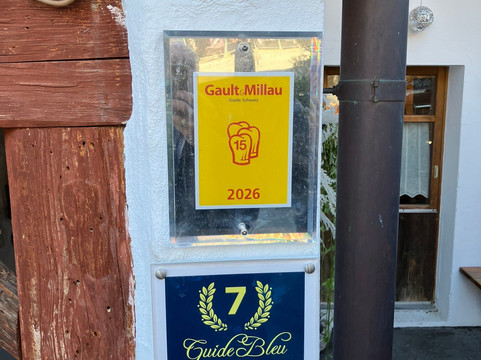 Gault&Millau
Guide Schweiz
15
2026
7
Guide Bleu